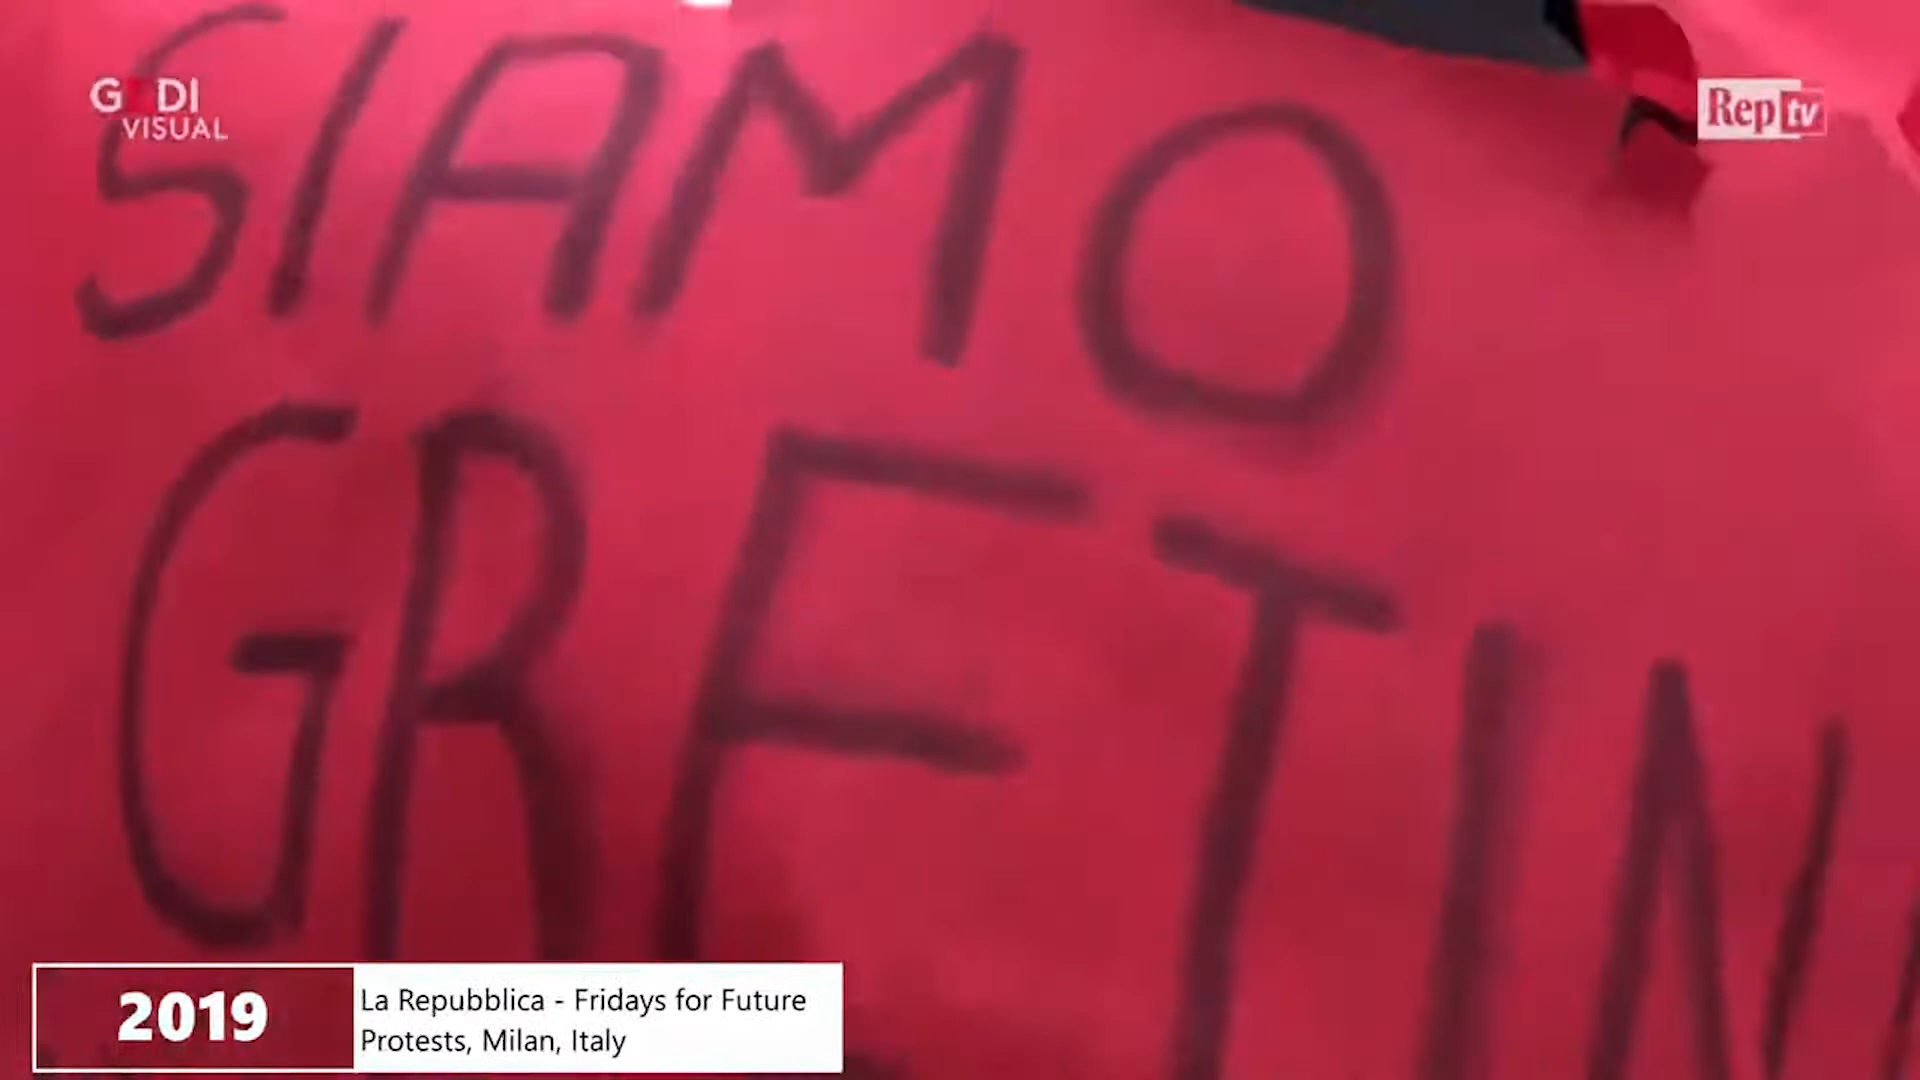 SIAMO
GEDI
VISUAL
Rep tv
GRETIN
2019
La Repubblica - Fridays for Future
Protests, Milan, Italy